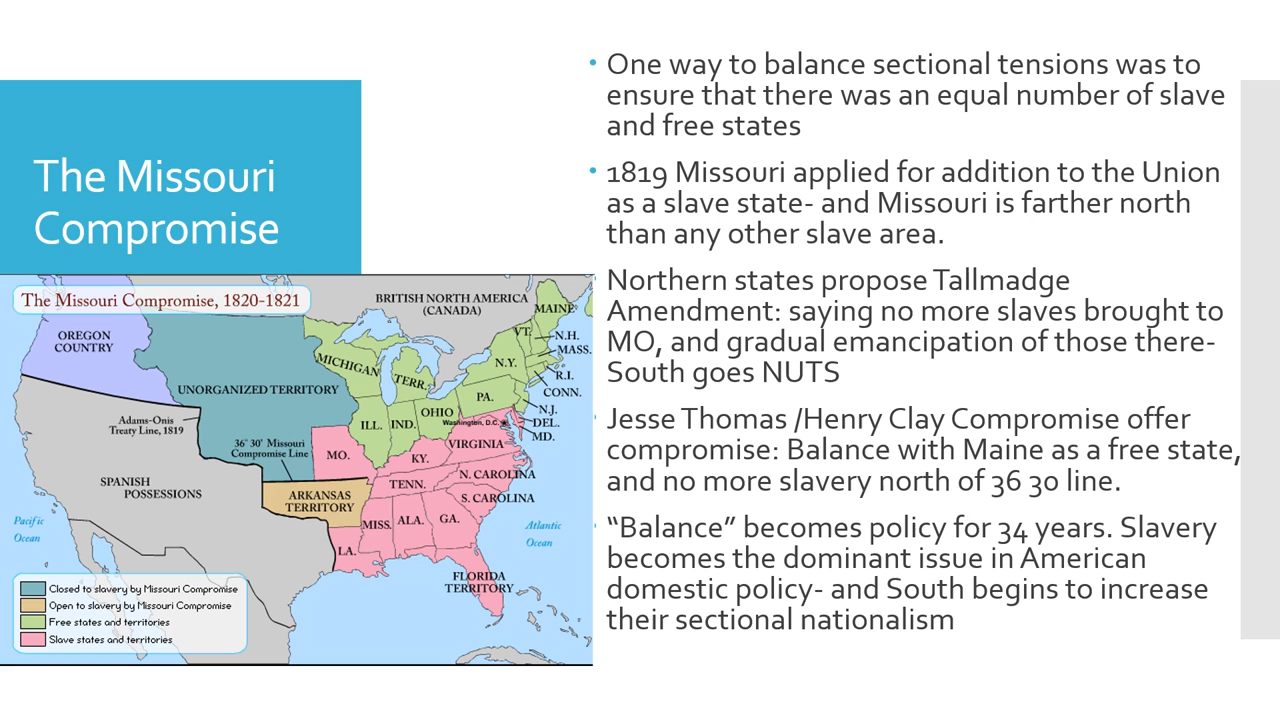 The Missouri
Compromise
• One way to balance sectional tensions was to
ensure that there was an equal number of slave
and free states
• 1819 Missouri applied for addition to the Union
as a slave state- and Missouri is farther north
than any other slave area.
Northern states propose Tallmadge
Amendment: saying no more slaves brought to
MO, and gradual emancipation of those there-
South goes NUTS
Jesse Thomas /Henry Clay Compromise offer
compromise: Balance with Maine as a free state,
and no more slavery north of 36 30 line.
“Balance” becomes policy for 34 years. Slavery
becomes the dominant issue in American
domestic policy- and South begins to increase
their sectional nationalism
The Missouri Compromise, 1820-1821
BRITISH NORTH AMERICA
(CANADA)
OREGON
COUNTRY
UNORGANIZED TERRITORY
MICHIGAN
TERR.
MAINE
VT.
N.H.
MASS.
N.Y.
R.I.
CONN.
PA.
N.J.
DEL.
MD.
OHIO
Washington, D.C.
ILL.
IND.
Adams-Onis
Treaty Line, 1819
36° 30' Missouri
Compromise Line
MO.
KY.
VIRGINIA
N. CAROLINA
TENN.
S. CAROLINA
SPANISH
POSSESSIONS
ARKANSAS
TERRITORY
MISS.
ALA.
GA.
LA.
Pacific
Ocean
Atlantic
Ocean
FLORIDA
TERRITORY
Closed to slavery by Missouri Compromise
Open to slavery by Missouri Compromise
Free states and territories
Slave states and territories